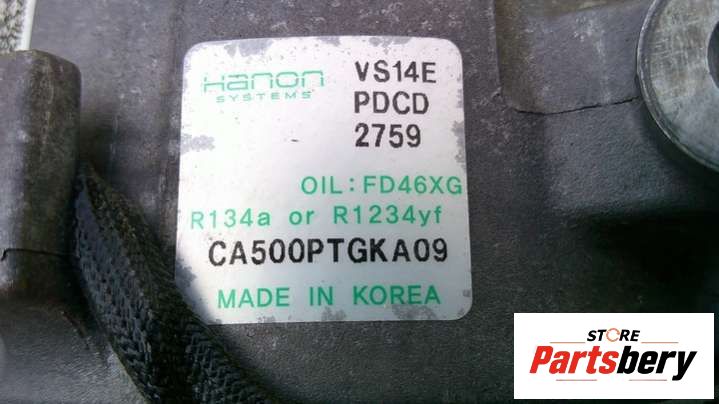 Hanon
SYSTEMS
VS14E
PDCD
2759
OIL:FD46XG
R134a or R1234yf
CA500PTGKA09
MADE IN KOREA
STORE
Partsbery